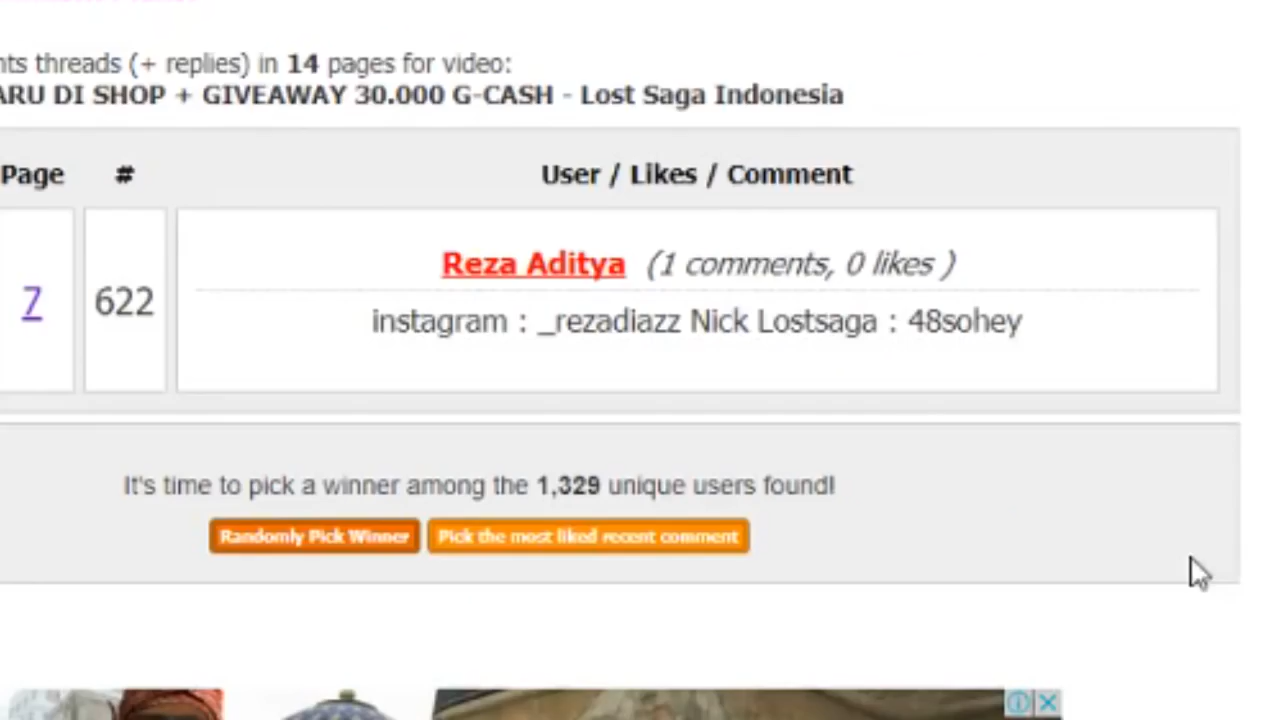 nts threads (+ replies) in 14 pages for video:
ARU DI SHOP + GIVEAWAY 30.000 G-CASH - Lost Saga Indonesia
Page # User / Likes / Comment
Reza Aditya (1 comments, 0 likes )
7 622
instagram : _rezadiazz Nick Lostsaga : 48sohey
It's time to pick a winner among the 1,329 unique users found!
Randomly Pick Winner Pick the most liked recent comment